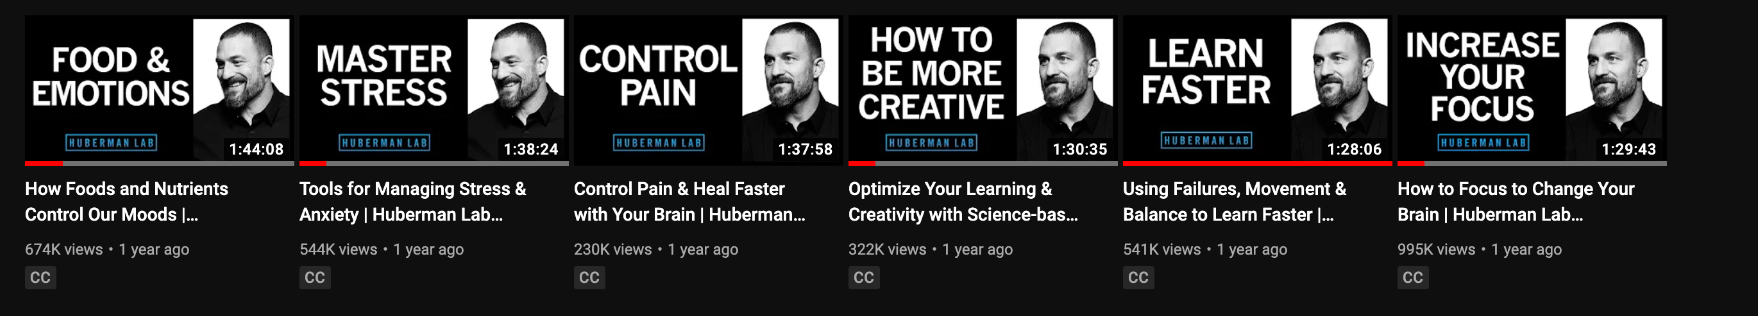 FOOD &
EMOTIONS
HUBERMAN LAB
1:44:08
How Foods and Nutrients
Control Our Moods |...
674K views • 1 year ago
CC
MASTER
STRESS
HUBERMAN LAB
1:38:24
Tools for Managing Stress &
Anxiety | Huberman Lab...
544K views • 1 year ago
CC
CONTROL
PAIN
HUBERMAN LAB
1:37:58
Control Pain & Heal Faster
with Your Brain | Huberman...
230K views • 1 year ago
CC
HOW TO
BE MORE
CREATIVE
HUBERMAN LAB
1:30:35
Optimize Your Learning &
Creativity with Science-bas...
322K views • 1 year ago
CC
LEARN
FASTER
HUBERMAN LAB
1:28:06
Using Failures, Movement &
Balance to Learn Faster |...
541K views • 1 year ago
CC
INCREASE
YOUR
FOCUS
HUBERMAN LAB
1:29:43
How to Focus to Change Your
Brain | Huberman Lab...
995K views • 1 year ago
CC